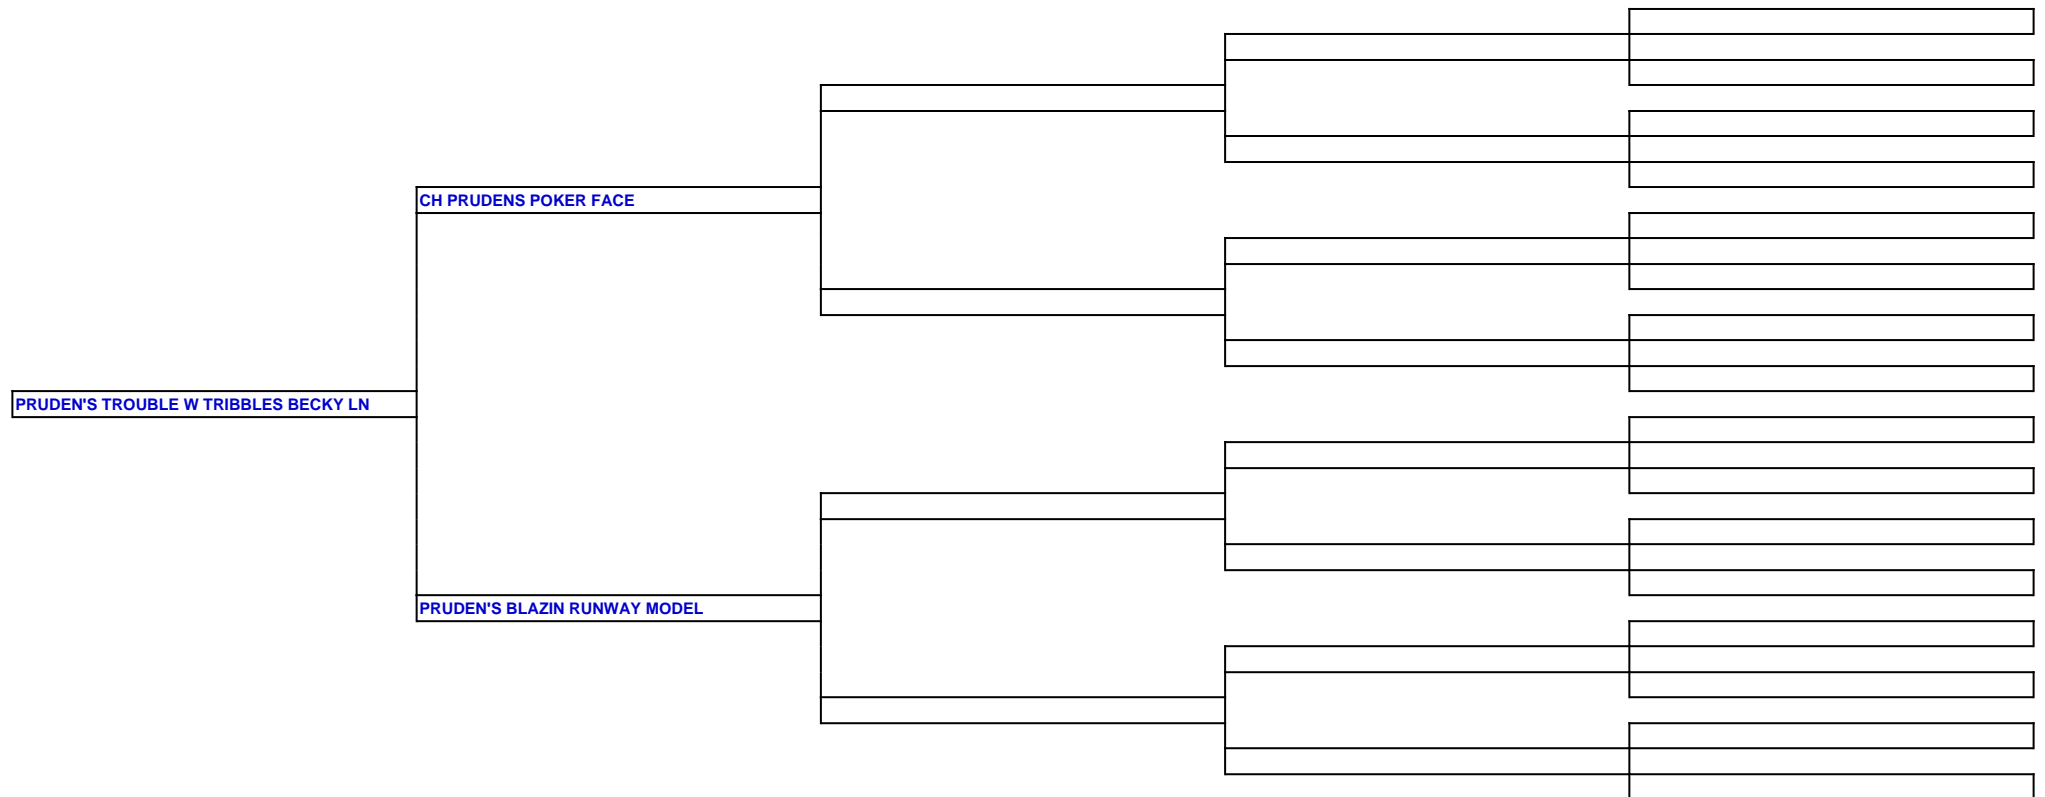 CH PRUDENS POKER FACE
PRUDEN'S TROUBLE W TRIBBLES BECKY LN
PRUDEN'S BLAZIN RUNWAY MODEL